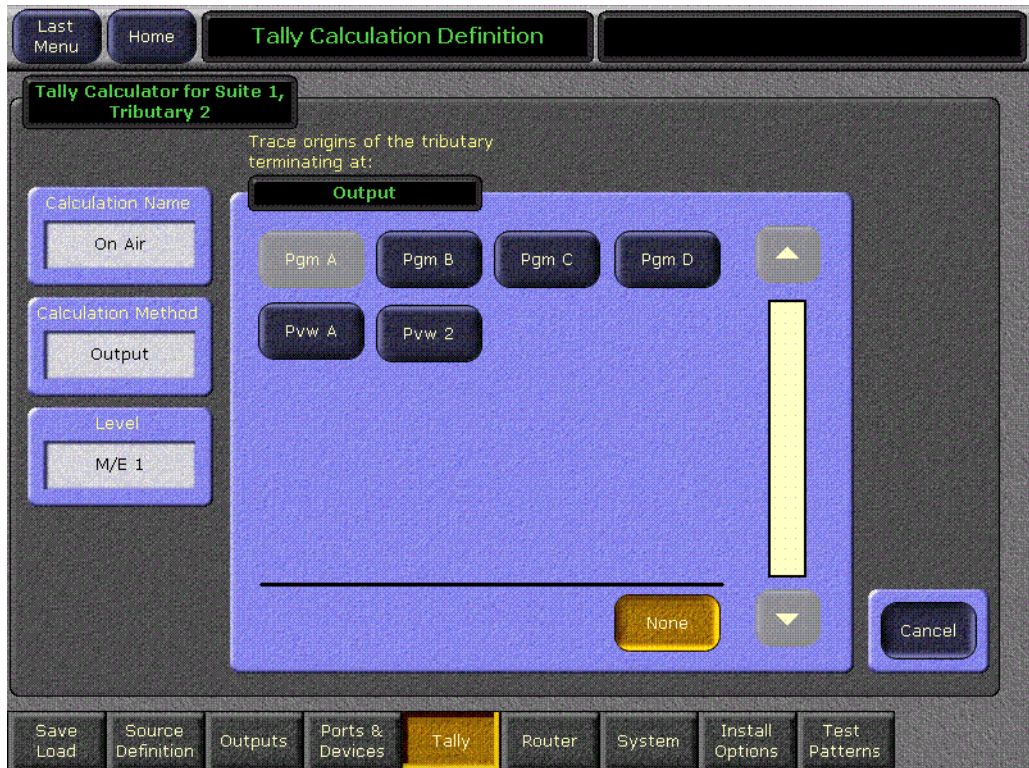 Last
Menu
Home
Tally Calculation Definition
Tally Calculator for Suite 1,
Tributary 2
Trace origins of the tributary
terminating at:
Output
Calculation Name
On Air
Calculation Method
Output
Level
M/E 1
Pgm A
Pgm B
Pgm C
Pgm D
Pvw A
Pvw 2
None
Cancel
Save
Load
Source
Definition
Outputs
Ports &
Devices
Tally
Router
System
Install
Options
Test
Patterns